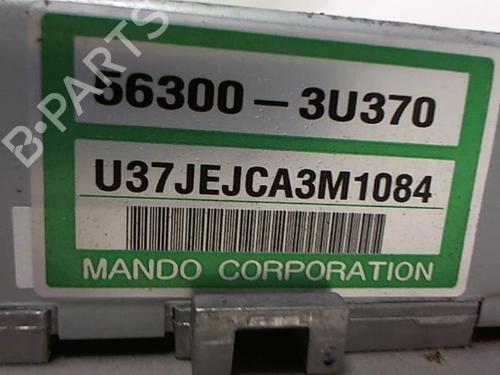 B-PARTS
56300-3U370
U37JEJCA3M1084
MANDO CORPORATION